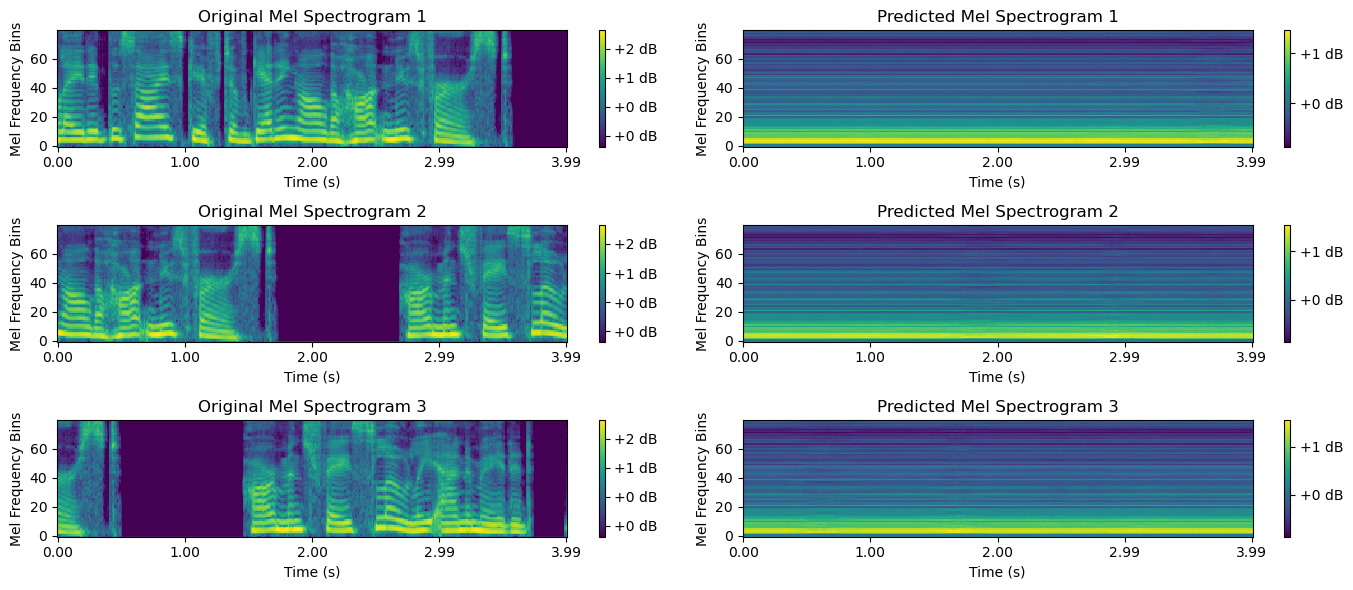 Original Mel Spectrogram 1
Predicted Mel Spectrogram 1
Mel Frequency Bins
60
40
20
0
0.00 1.00 2.00 2.99 3.99
Time (s)
+2 dB
+1 dB
+0 dB
+0 dB
Mel Frequency Bins
60
40
20
0
0.00 1.00 2.00 2.99 3.99
Time (s)
+1 dB
+0 dB
Original Mel Spectrogram 2
Predicted Mel Spectrogram 2
Mel Frequency Bins
60
40
20
0
0.00 1.00 2.00 2.99 3.99
Time (s)
+2 dB
+1 dB
+0 dB
+0 dB
Mel Frequency Bins
60
40
20
0
0.00 1.00 2.00 2.99 3.99
Time (s)
+1 dB
+0 dB
Original Mel Spectrogram 3
Predicted Mel Spectrogram 3
Mel Frequency Bins
60
40
20
0
0.00 1.00 2.00 2.99 3.99
Time (s)
+2 dB
+1 dB
+0 dB
+0 dB
Mel Frequency Bins
60
40
20
0
0.00 1.00 2.00 2.99 3.99
Time (s)
+1 dB
+0 dB